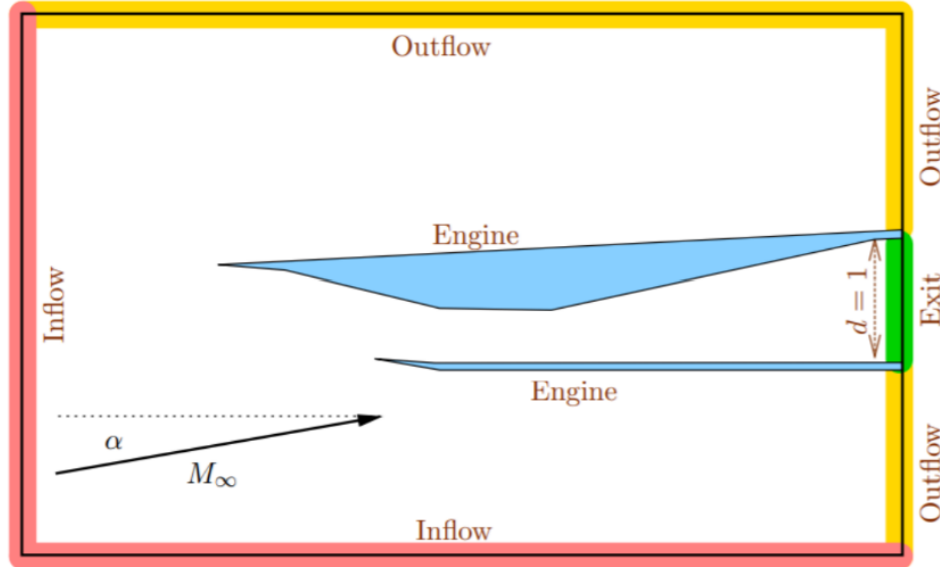 Outflow
Outflow
Engine
Inflow
d = 1
Exit
Engine
α
M∞
Outflow
Inflow